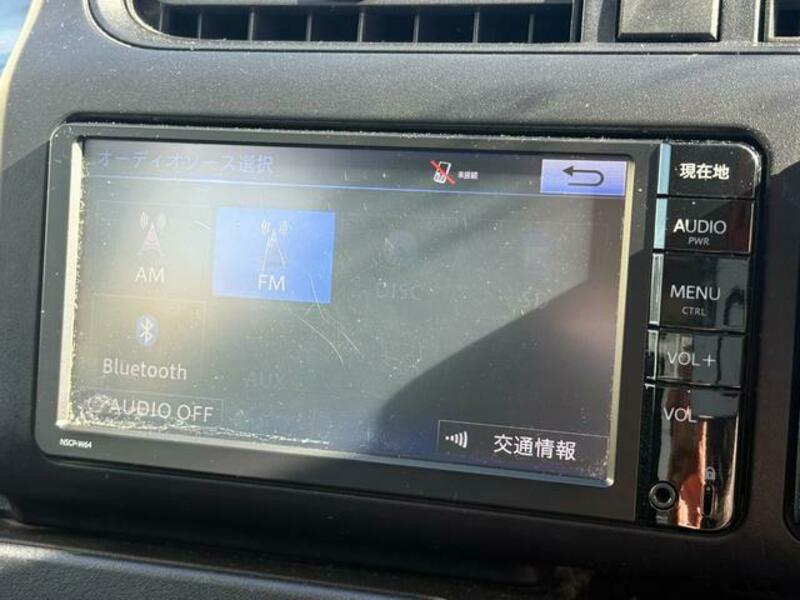 オーディオソース選択
未接続
現在地
AM
FM
DISC
SD
AUDIO
PWR
MENU
CTRL
Bluetooth
AUX
VOL+
AUDIO OFF
交通情報
VOL-
NSCP-W64